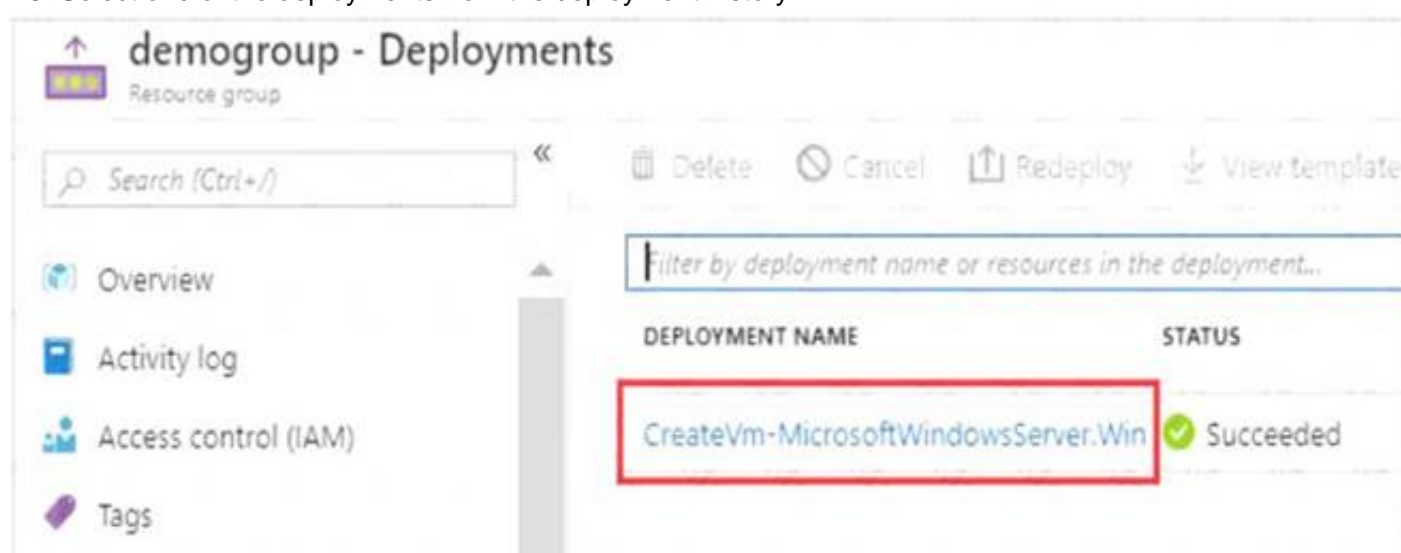 demogroup - Deployments
Resource group
Search (Ctrl+/)
«
Delete
Cancel
Redeploy
View template
Filter by deployment name or resources in the deployment...
Overview
Activity log
Access control (IAM)
Tags
DEPLOYMENT NAME
STATUS
CreateVm-MicrosoftWindowsServer.Win
Succeeded